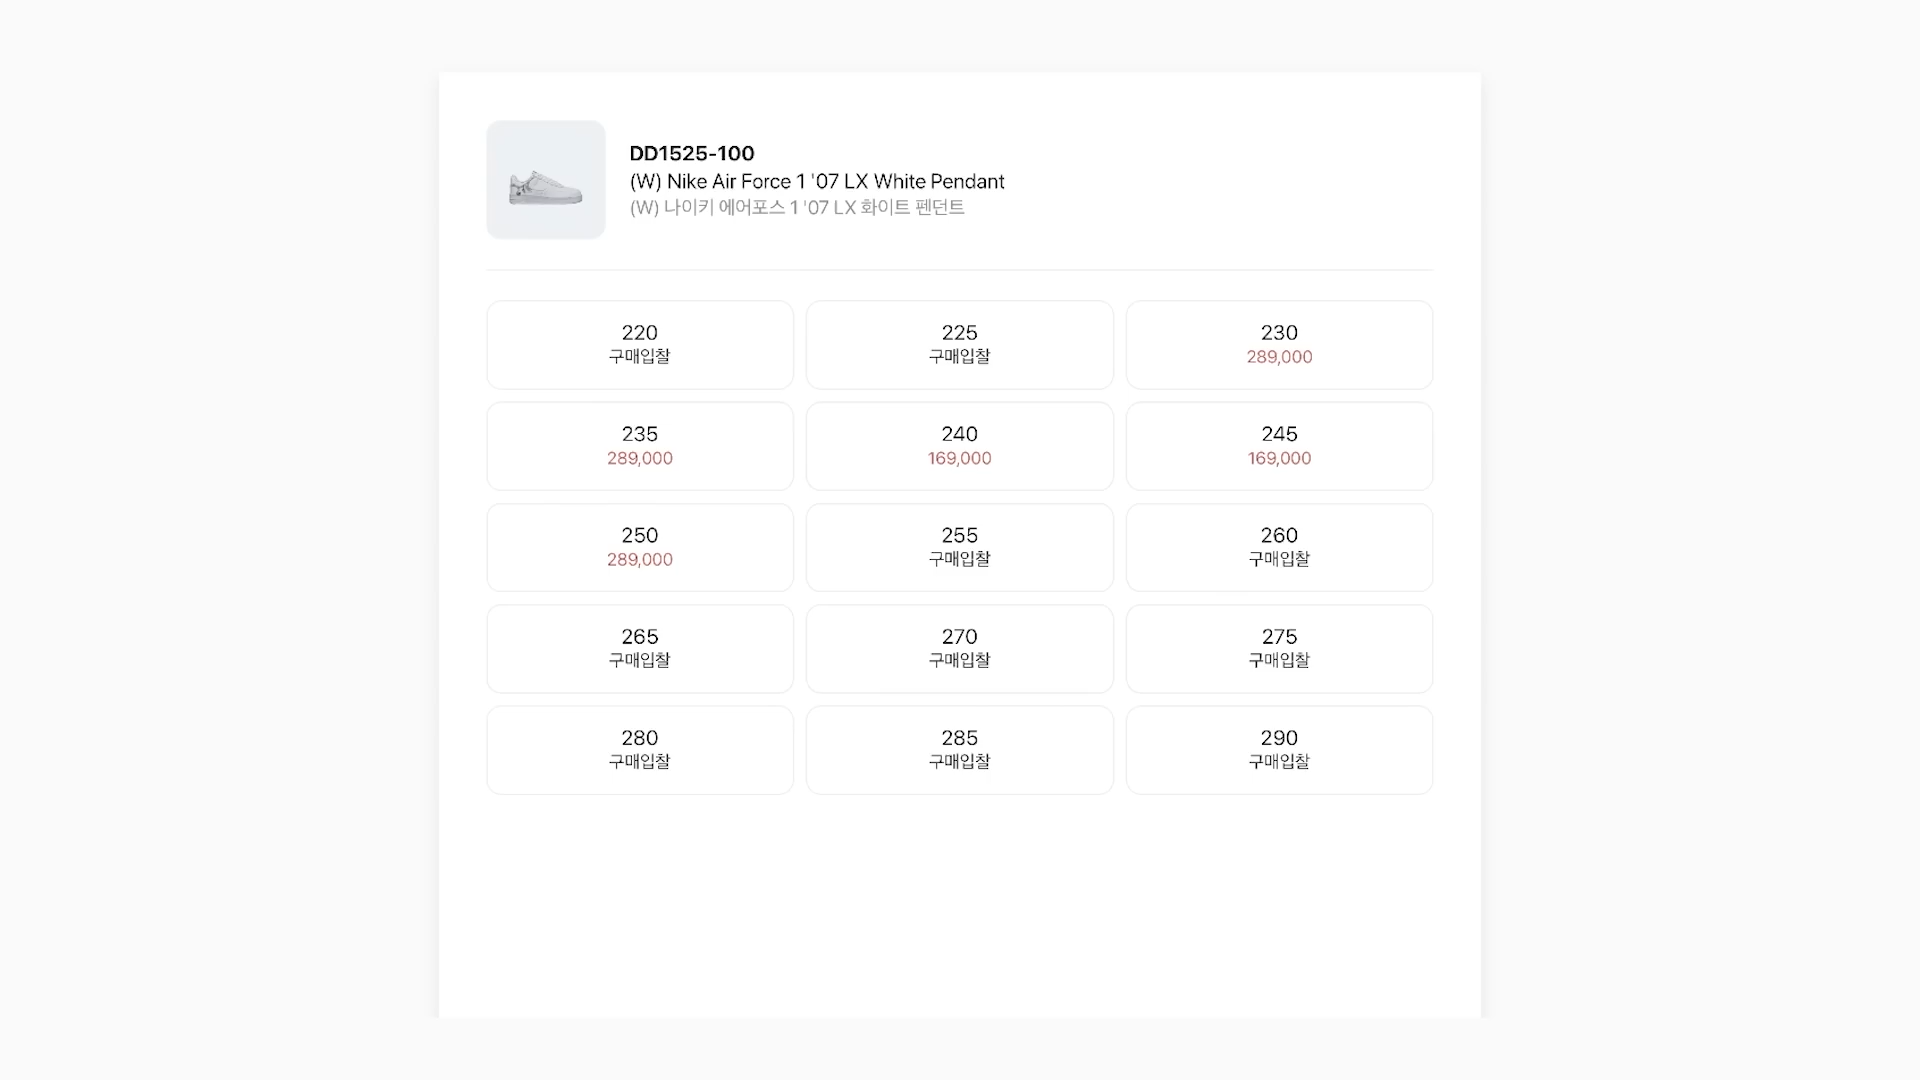 DD1525-100
(W) Nike Air Force 1 '07 LX White Pendant
(W) 나이키 에어포스 1 '07 LX 화이트 펜던트
220
구매입찰
225
구매입찰
230
289,000
235
289,000
240
169,000
245
169,000
250
289,000
255
구매입찰
260
구매입찰
265
구매입찰
270
구매입찰
275
구매입찰
280
구매입찰
285
구매입찰
290
구매입찰